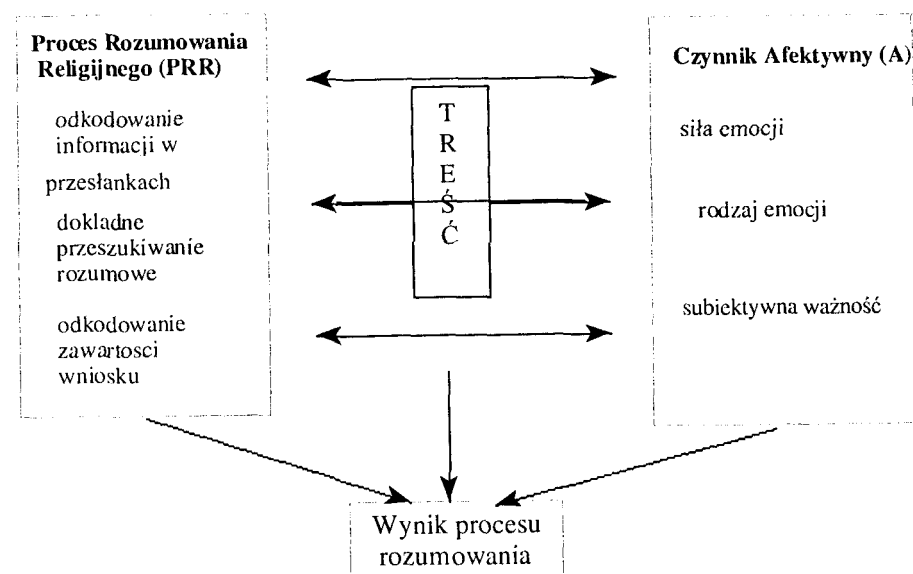 Proces Rozumowania
Religijnego (PRR)
odkodowanie
informacji w
przesłankach
dokladne
przeszukiwanie
rozumowe
odkodowanie
zawartosci
wniosku
T
R
E
Ś
Ć
Czynnik Afektywny (A)
siła emocji
rodzaj emocji
subiektywna ważność
Wynik procesu
rozumowania